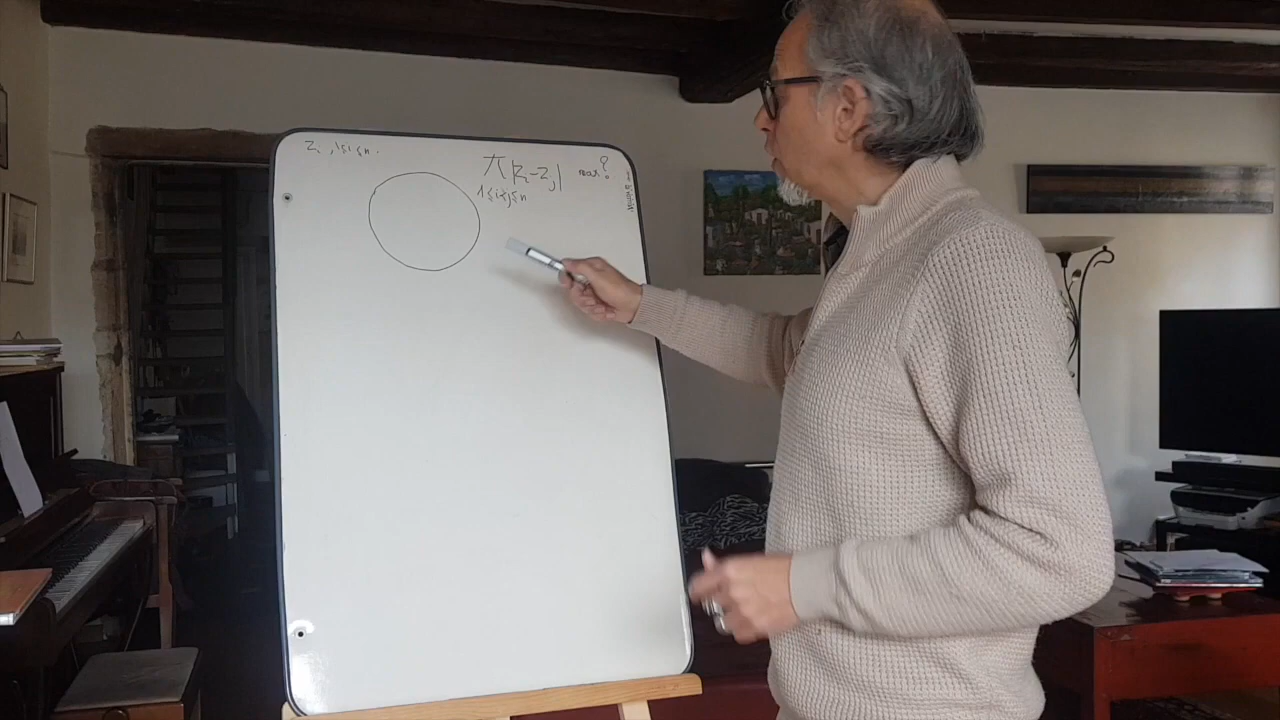 z_i, 1≤i≤n.
π |z_i - z_j| max?
1≤i≠j≤n